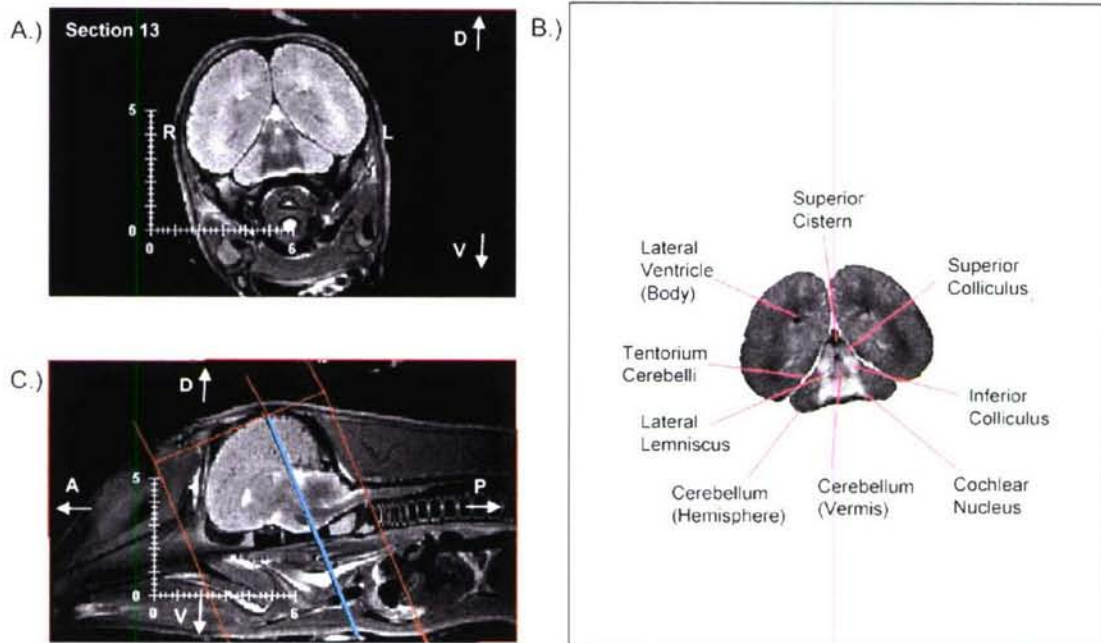 A.)
Section 13
D
5
R
L
0
0
6
V
B.)
Superior
Cistern
Lateral
Ventricle
(Body)
Superior
Colliculus
Tentorium
Cerebelli
Inferior
Colliculus
Lateral
Lemniscus
Cerebellum
(Hemisphere)
Cerebellum
(Vermis)
Cochlear
Nucleus
C.)
D
A
5
P
0
0
6
V